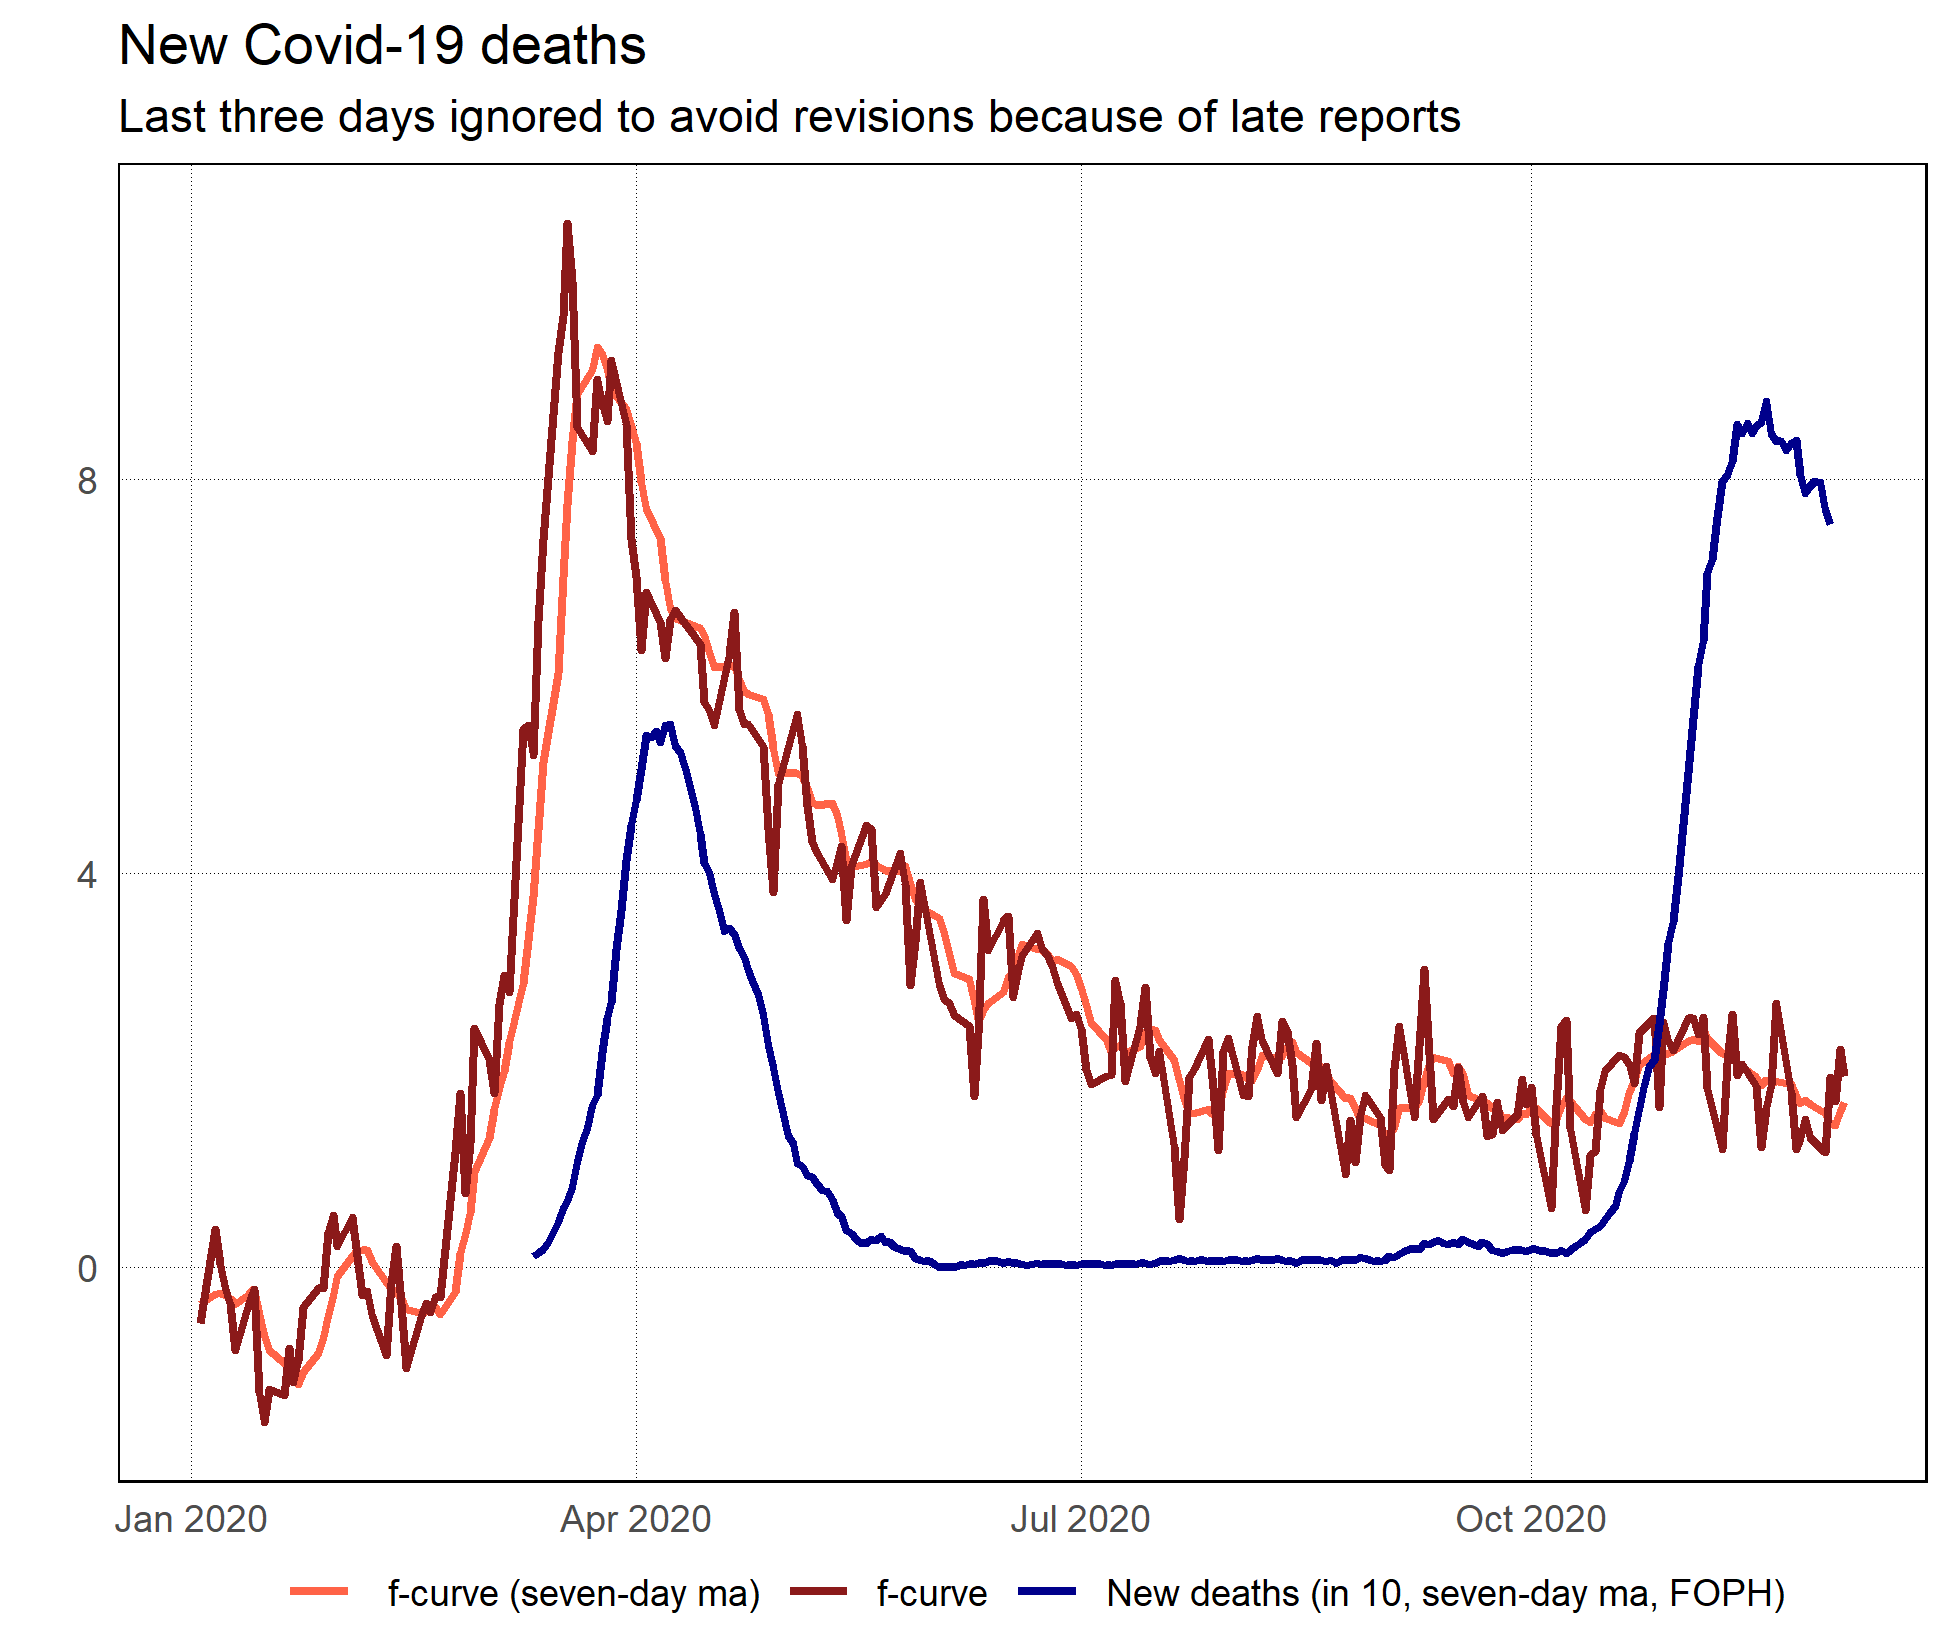 New Covid-19 deaths
Last three days ignored to avoid revisions because of late reports
8
4
0
Jan 2020 Apr 2020 Jul 2020 Oct 2020
f-curve (seven-day ma) f-curve New deaths (in 10, seven-day ma, FOPH)